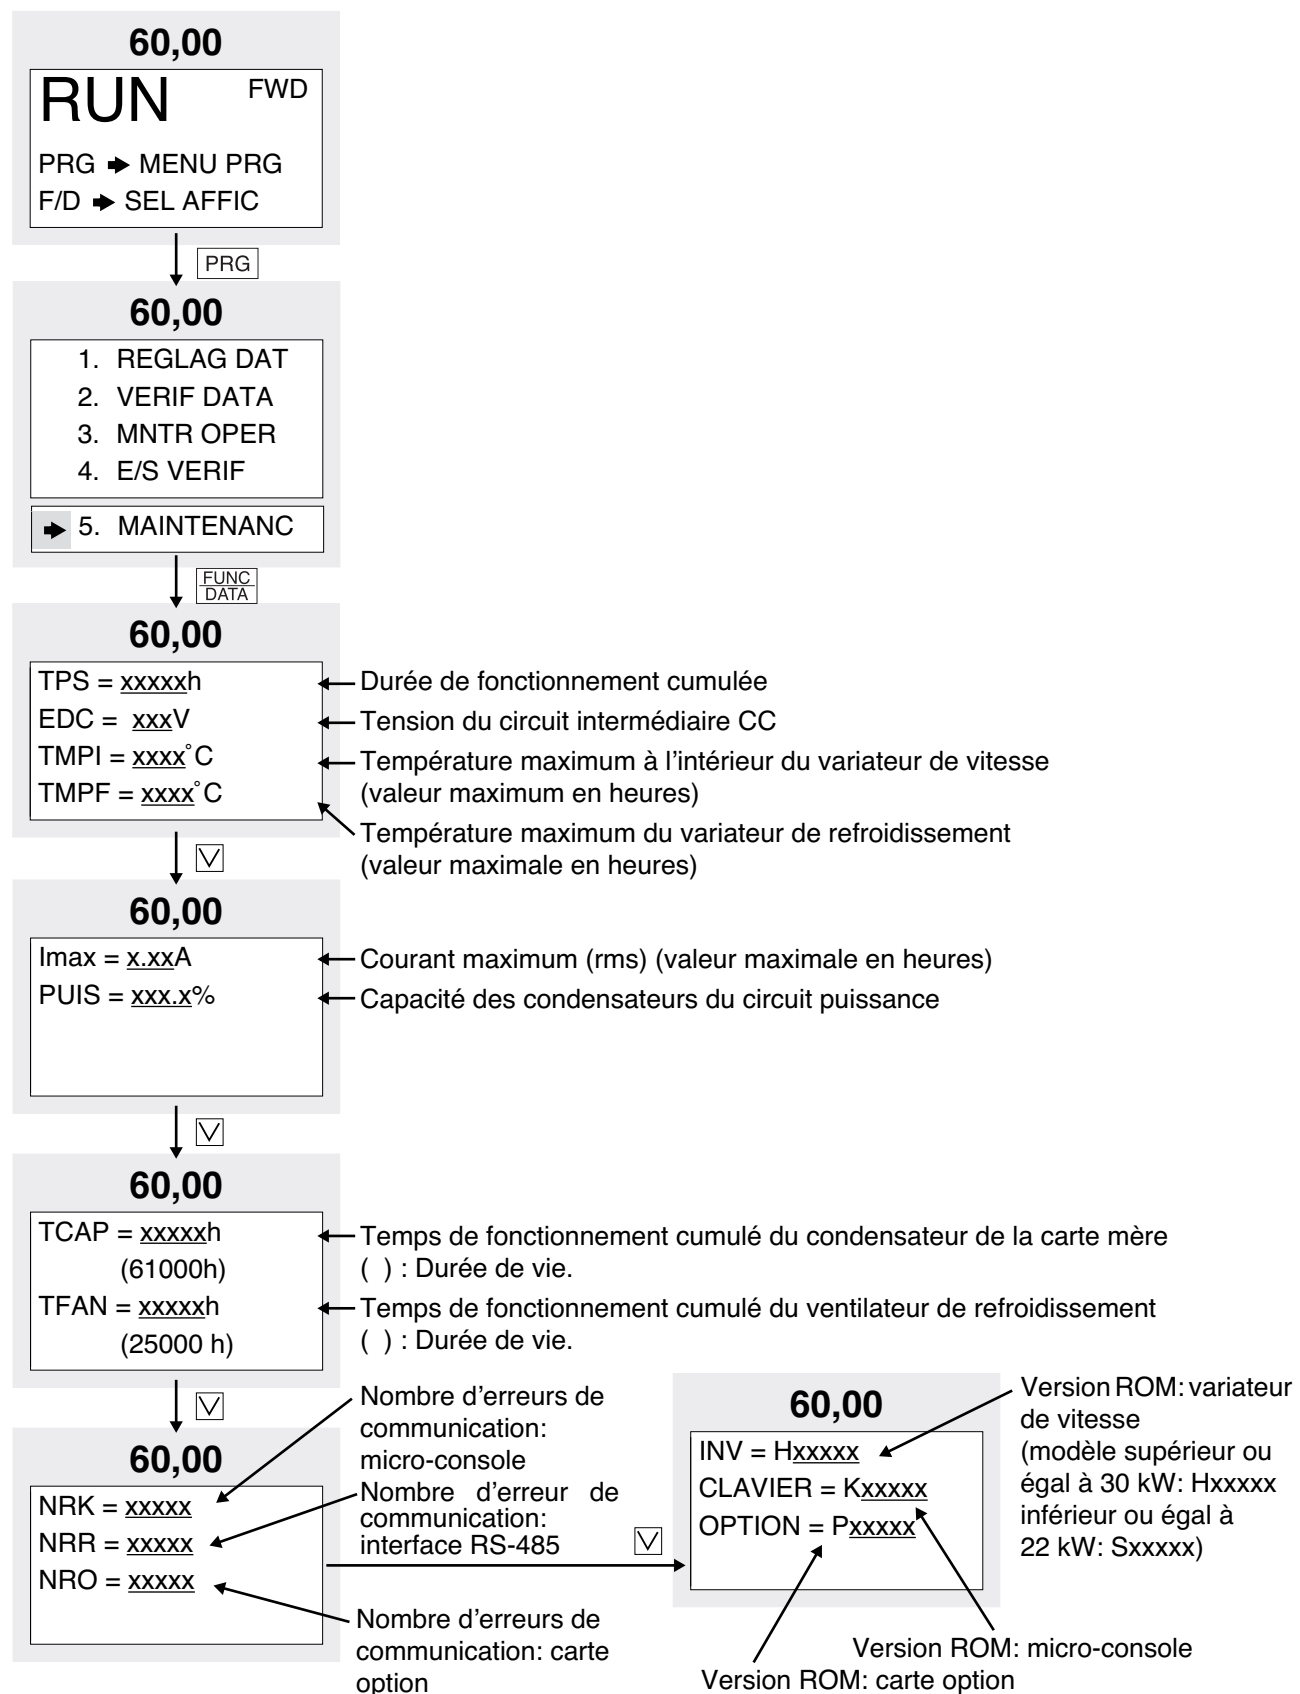 60,00
RUN FWD
PRG MENU PRG
F/D SEL AFFIC
PRG
60,00
1. REGLAG DAT
2. VERIF DATA
3. MNTR OPER
4. E/S VERIF
5. MAINTENANC
FUNC
DATA
60,00
TPS = xxxxxh
EDC = xxxV
TMPI = xxxx°C
TMPF = xxxx°C
Durée de fonctionnement cumulée
Tension du circuit intermédiaire CC
Température maximum à l'intérieur du variateur de vitesse
(valeur maximum en heures)
Température maximum du variateur de refroidissement
(valeur maximale en heures)
60,00
Imax = x.xxA
PUIS = xxx.x%
Courant maximum (rms) (valeur maximale en heures)
Capacité des condensateurs du circuit puissance
60,00
TCAP = xxxxxh
(61000h)
TFAN = xxxxxh
(25000 h)
Temps de fonctionnement cumulé du condensateur de la carte mère
( ) : Durée de vie.
Temps de fonctionnement cumulé du ventilateur de refroidissement
( ) : Durée de vie.
60,00
NRK = xxxxx
NRR = xxxxx
NRO = xxxxx
Nombre d'erreurs de
communication:
micro-console
Nombre d'erreur de
communication:
interface RS-485
Nombre d'erreurs de
communication: carte
option
60,00
INV = Hxxxxx
CLAVIER = Kxxxxx
OPTION = Pxxxxx
Version ROM: variateur
de vitesse
(modèle supérieur ou
égal à 30 kW: Hxxxxx
inférieur ou égal à
22 kW: Sxxxxx)
Version ROM: micro-console
Version ROM: carte option